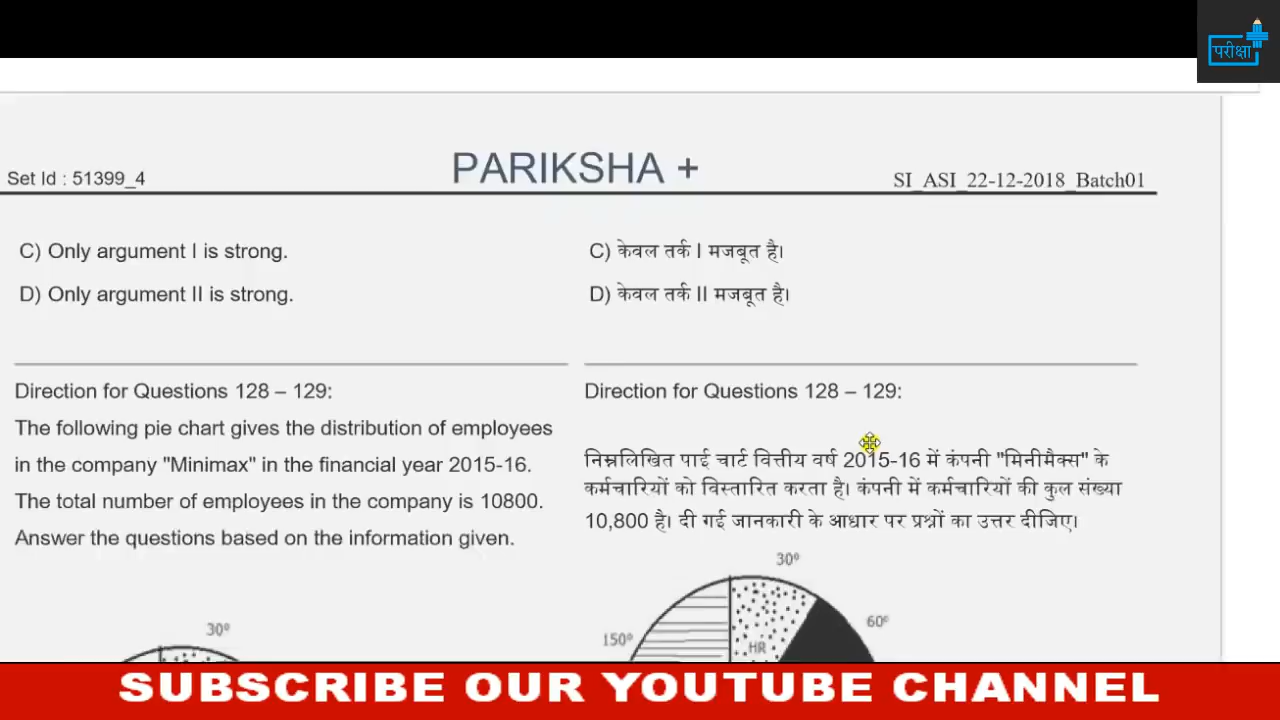 परीक्षा
Set Id : 51399_4
PARIKSHA +
SI_ASI_22-12-2018_Batch01
C) Only argument I is strong.
D) Only argument II is strong.
C) केवल तर्क I मजबूत है।
D) केवल तर्क II मजबूत है।
Direction for Questions 128 – 129:
The following pie chart gives the distribution of employees
in the company "Minimax" in the financial year 2015-16.
The total number of employees in the company is 10800.
Answer the questions based on the information given.
30º
Direction for Questions 128 – 129:
निम्नलिखित पाई चार्ट वित्तीय वर्ष 2015-16 में कंपनी "मिनीमैक्स" के
कर्मचारियों को विस्तारित करता है। कंपनी में कर्मचारियों की कुल संख्या
10,800 है। दी गई जानकारी के आधार पर प्रश्नों का उत्तर दीजिए।
30º
60º
150º
HR
SUBSCRIBE OUR YOUTUBE CHANNEL